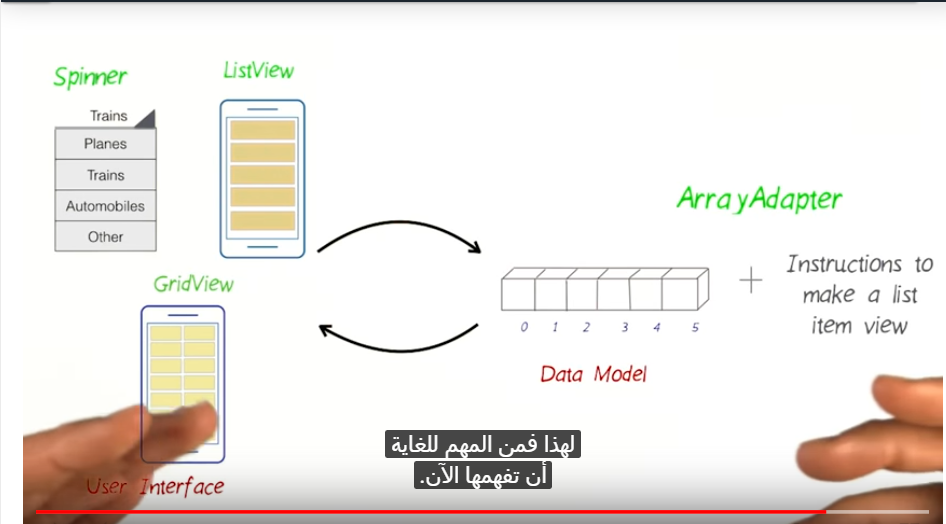 Spinner
Trains
Planes
Trains
Automobiles
Other
ListView
GridView
User Interface
ArrayAdapter
0 1 2 3 4 5
Data Model
+
Instructions to
make a list
item view
لهذا فمن المهم للغاية
أن تفهمها الآن.